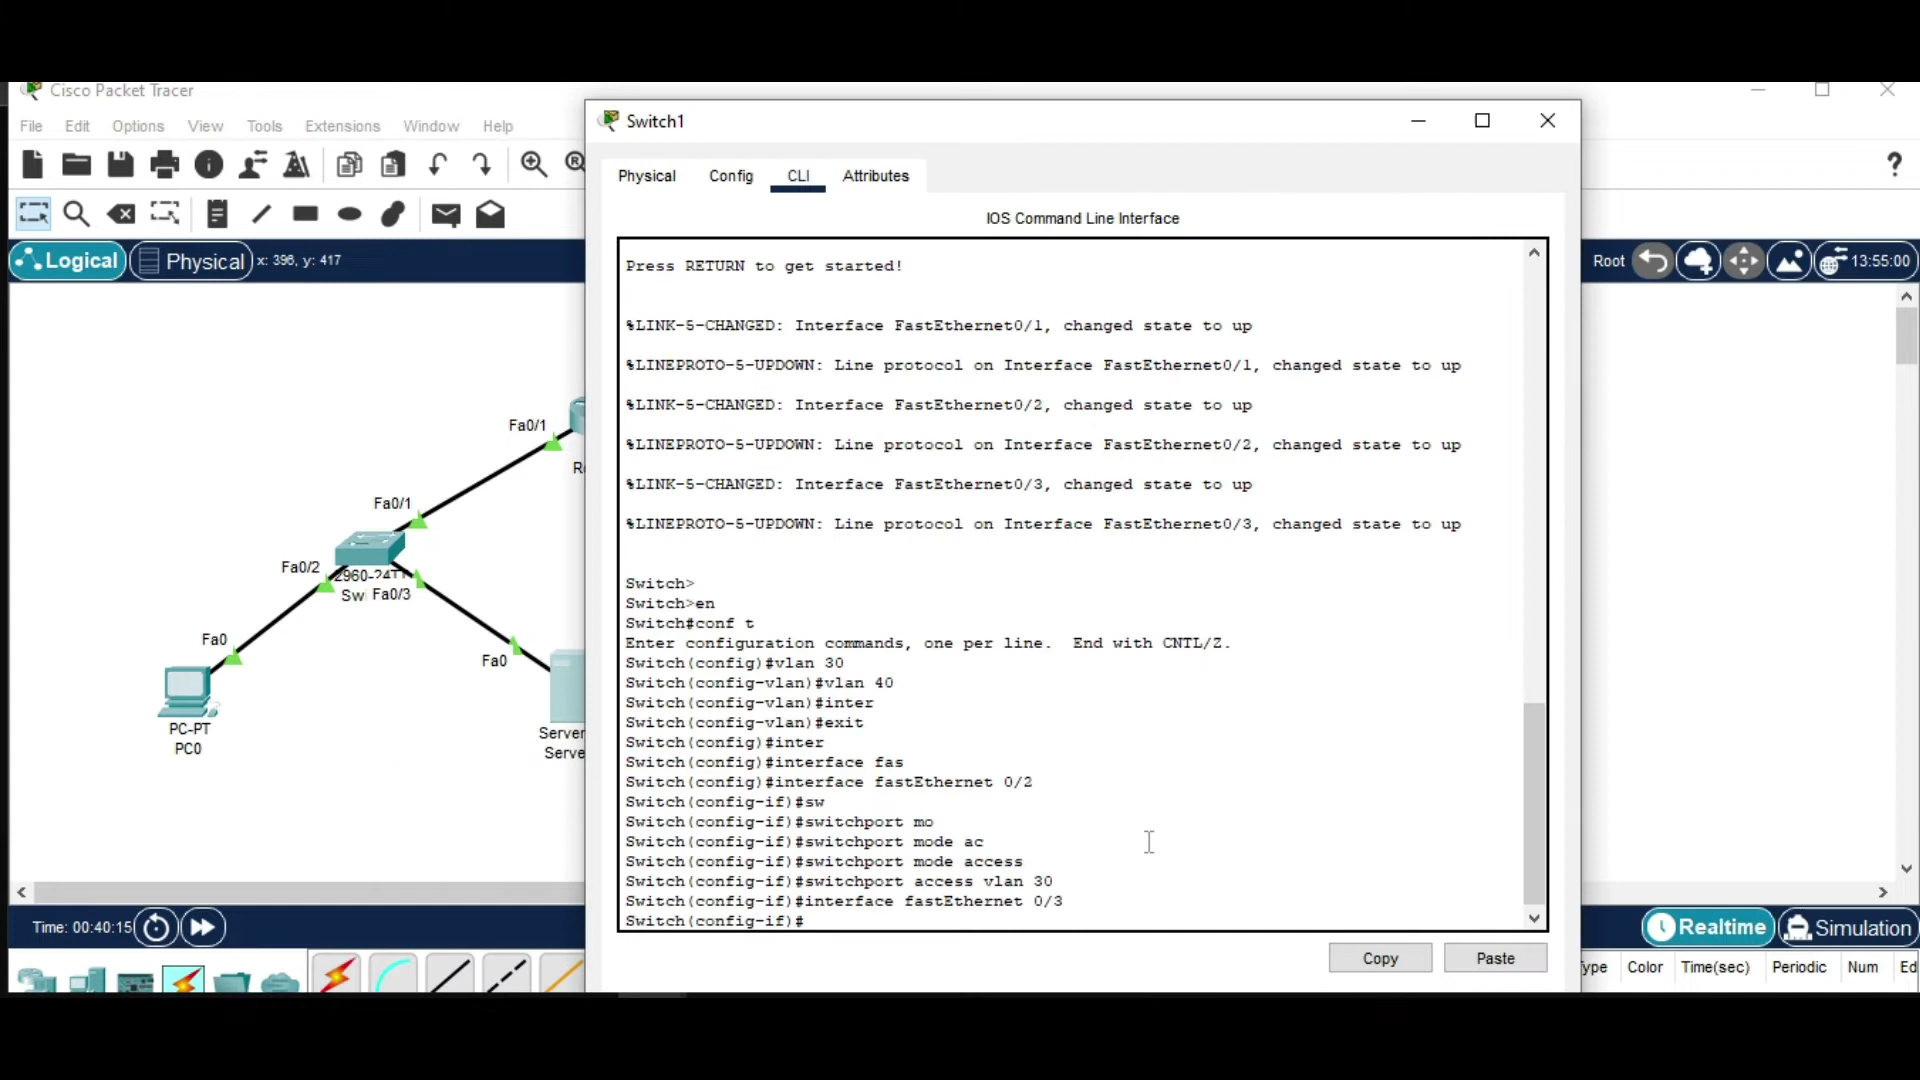 Cisco Packet Tracer
File Edit Options View Tools Extensions Window Help
Logical
Physical
x: 396, y: 417
Root
13:55:00
Fa0/1
Fa0/1
Fa0/2
2960-24TT
Sw
Fa0/3
Fa0
Fa0
PC-PT
PC0
Server
Serve
Switch1
Physical Config CLI Attributes
IOS Command Line Interface
Press RETURN to get started!
%LINK-5-CHANGED: Interface FastEthernet0/1, changed state to up
%LINEPROTO-5-UPDOWN: Line protocol on Interface FastEthernet0/1, changed state to up
%LINK-5-CHANGED: Interface FastEthernet0/2, changed state to up
%LINEPROTO-5-UPDOWN: Line protocol on Interface FastEthernet0/2, changed state to up
%LINK-5-CHANGED: Interface FastEthernet0/3, changed state to up
%LINEPROTO-5-UPDOWN: Line protocol on Interface FastEthernet0/3, changed state to up
Switch>
Switch>en
Switch#conf t
Enter configuration commands, one per line.  End with CNTL/Z.
Switch(config)#vlan 30
Switch(config-vlan)#vlan 40
Switch(config-vlan)#inter
Switch(config-vlan)#exit
Switch(config)#inter
Switch(config)#interface fas
Switch(config)#interface fastEthernet 0/2
Switch(config-if)#sw
Switch(config-if)#switchport mo
Switch(config-if)#switchport mode ac
Switch(config-if)#switchport mode access
Switch(config-if)#switchport access vlan 30
Switch(config-if)#interface fastEthernet 0/3
Switch(config-if)#
Copy
Paste
Time: 00:40:15
Realtime
Simulation
ype Color Time(sec) Periodic Num Ed